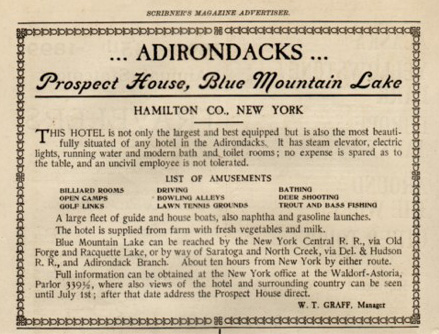 SCRIBNER'S MAGAZINE ADVERTISER.
... ADIRONDACKS ...
Prospect House, Blue Mountain Lake
HAMILTON CO., NEW YORK
THIS HOTEL is not only the largest and best equipped but is also the most beauti-
fully situated of any hotel in the Adirondacks. It has steam elevator, electric
lights, running water and modern bath and toilet rooms; no expense is spared as to
the table, and an uncivil employee is not tolerated.
LIST OF AMUSEMENTS
BILLIARD ROOMS DRIVING BATHING
OPEN CAMPS BOWLING ALLEYS DEER SHOOTING
GOLF LINKS LAWN TENNIS GROUNDS TROUT AND BASS FISHING
A large fleet of guide and house boats, also naphtha and gasoline launches.
The hotel is supplied from farm with fresh vegetables and milk.
Blue Mountain Lake can be reached by the New York Central R. R., via Old
Forge and Racquette Lake, or by way of Saratoga and North Creek, via Del. & Hudson
R. R., and Adirondack Branch. About ten hours from New York by either route.
Full information can be obtained at the New York office at the Waldorf-Astoria,
Parlor 339½, where also views of the hotel and surrounding country can be seen
until July 1st; after that date address the Prospect House direct.
W. T. GRAFF, Manager